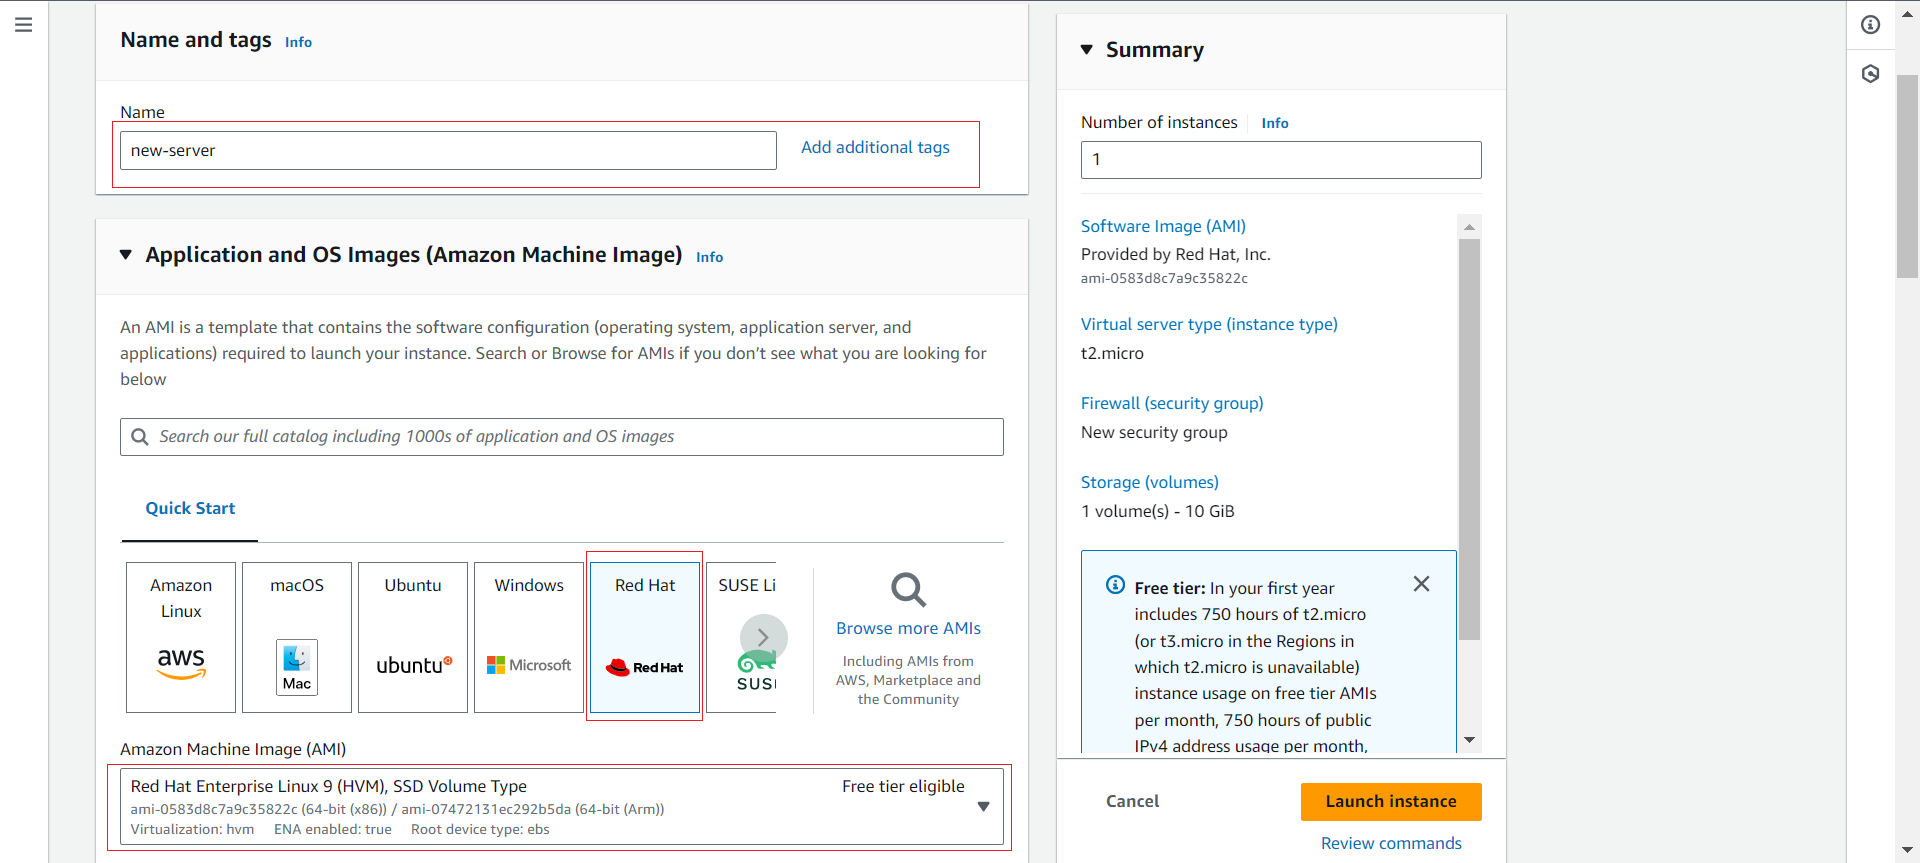 Name and tags Info
Name
new-server
Add additional tags
Application and OS Images (Amazon Machine Image) Info
An AMI is a template that contains the software configuration (operating system, application server, and
applications) required to launch your instance. Search or Browse for AMIs if you don’t see what you are looking for
below
Search our full catalog including 1000s of application and OS images
Quick Start
Amazon
Linux
aws
macOS
Mac
Ubuntu
ubuntu
Windows
Microsoft
Red Hat
Red Hat
SUSE Li
SUS
Browse more AMIs
Including AMIs from
AWS, Marketplace and
the Community
Amazon Machine Image (AMI)
Red Hat Enterprise Linux 9 (HVM), SSD Volume Type
Free tier eligible
ami-0583d8c7a9c35822c (64-bit (x86)) / ami-07472131ec292b5da (64-bit (Arm))
Virtualization: hvm ENA enabled: true Root device type: ebs
Summary
Number of instances Info
1
Software Image (AMI)
Provided by Red Hat, Inc.
ami-0583d8c7a9c35822c
Virtual server type (instance type)
t2.micro
Firewall (security group)
New security group
Storage (volumes)
1 volume(s) - 10 GiB
Free tier: In your first year
includes 750 hours of t2.micro
(or t3.micro in the Regions in
which t2.micro is unavailable)
instance usage on free tier AMIs
per month, 750 hours of public
IPv4 address usage per month,
Cancel
Launch instance
Review commands